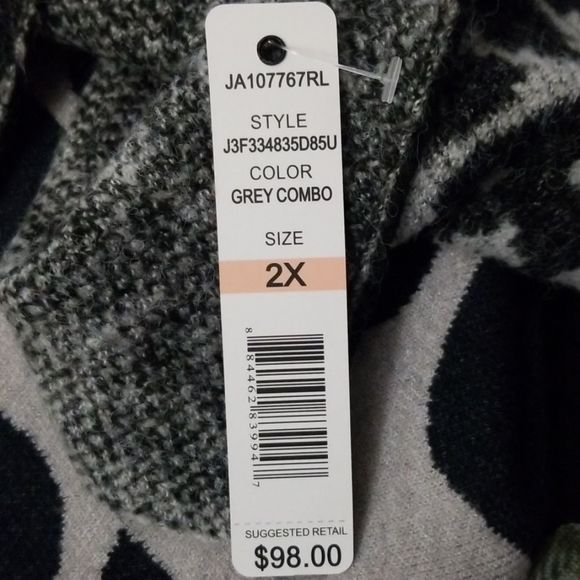 JA107767RL
STYLE
J3F334835D85U
COLOR
GREY COMBO
SIZE
2X
8 84462 83994 7
SUGGESTED RETAIL
$98.00